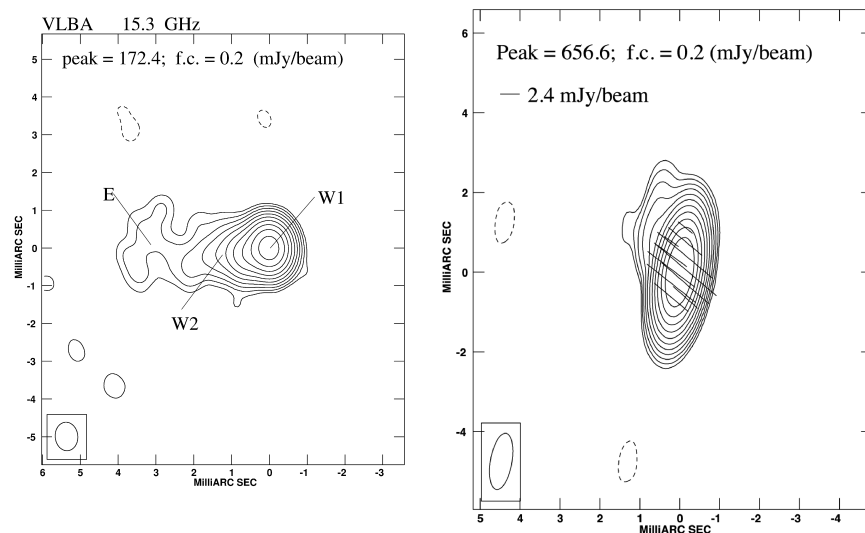 VLBA 15.3 GHz
peak = 172.4; f.c. = 0.2 (mJy/beam)
E
W1
W2
MilliARC SEC
5
4
3
2
1
0
-1
-2
-3
-4
-5
6 5 4 3 2 1 0 -1 -2 -3
MilliARC SEC
Peak = 656.6; f.c. = 0.2 (mJy/beam)
2.4 mJy/beam
MilliARC SEC
6
4
2
0
-2
-4
5 4 3 2 1 0 -1 -2 -3 -4
MilliARC SEC